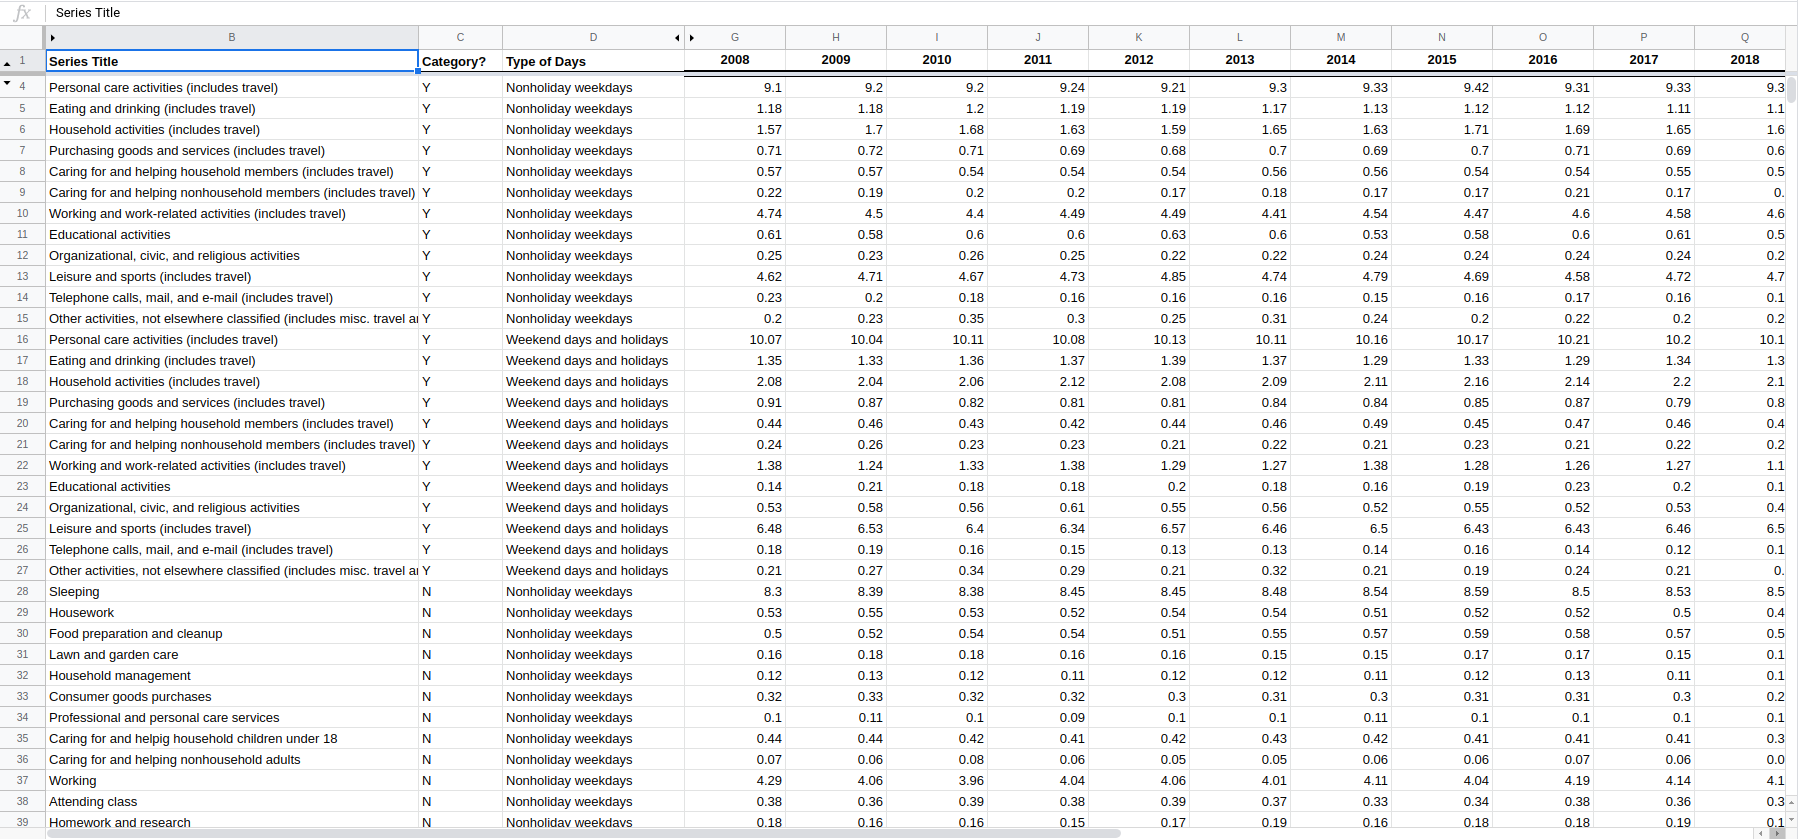 fx Series Title
B C D G H I J K L M N O P Q
1 Series Title Category? Type of Days 2008 2009 2010 2011 2012 2013 2014 2015 2016 2017 2018
4 Personal care activities (includes travel) Y Nonholiday weekdays 9.1 9.2 9.2 9.24 9.21 9.3 9.33 9.42 9.31 9.33 9.3
5 Eating and drinking (includes travel) Y Nonholiday weekdays 1.18 1.18 1.2 1.19 1.19 1.17 1.13 1.12 1.12 1.11 1.1
6 Household activities (includes travel) Y Nonholiday weekdays 1.57 1.7 1.68 1.63 1.59 1.65 1.63 1.71 1.69 1.65 1.6
7 Purchasing goods and services (includes travel) Y Nonholiday weekdays 0.71 0.72 0.71 0.69 0.68 0.7 0.69 0.7 0.71 0.69 0.6
8 Caring for and helping household members (includes travel) Y Nonholiday weekdays 0.57 0.57 0.54 0.54 0.54 0.56 0.56 0.54 0.54 0.55 0.5
9 Caring for and helping nonhousehold members (includes travel) Y Nonholiday weekdays 0.22 0.19 0.2 0.2 0.17 0.18 0.17 0.17 0.21 0.17 0.
10 Working and work-related activities (includes travel) Y Nonholiday weekdays 4.74 4.5 4.4 4.49 4.49 4.41 4.54 4.47 4.6 4.58 4.6
11 Educational activities Y Nonholiday weekdays 0.61 0.58 0.6 0.6 0.63 0.6 0.53 0.58 0.6 0.61 0.5
12 Organizational, civic, and religious activities Y Nonholiday weekdays 0.25 0.23 0.26 0.25 0.22 0.22 0.24 0.24 0.24 0.24 0.2
13 Leisure and sports (includes travel) Y Nonholiday weekdays 4.62 4.71 4.67 4.73 4.85 4.74 4.79 4.69 4.58 4.72 4.7
14 Telephone calls, mail, and e-mail (includes travel) Y Nonholiday weekdays 0.23 0.2 0.18 0.16 0.16 0.16 0.15 0.16 0.17 0.16 0.1
15 Other activities, not elsewhere classified (includes misc. travel ar Y Nonholiday weekdays 0.2 0.23 0.35 0.3 0.25 0.31 0.24 0.2 0.22 0.2 0.2
16 Personal care activities (includes travel) Y Weekend days and holidays 10.07 10.04 10.11 10.08 10.13 10.11 10.16 10.17 10.21 10.2 10.1
17 Eating and drinking (includes travel) Y Weekend days and holidays 1.35 1.33 1.36 1.37 1.39 1.37 1.29 1.33 1.29 1.34 1.3
18 Household activities (includes travel) Y Weekend days and holidays 2.08 2.04 2.06 2.12 2.08 2.09 2.11 2.16 2.14 2.2 2.1
19 Purchasing goods and services (includes travel) Y Weekend days and holidays 0.91 0.87 0.82 0.81 0.81 0.84 0.84 0.85 0.87 0.79 0.8
20 Caring for and helping household members (includes travel) Y Weekend days and holidays 0.44 0.46 0.43 0.42 0.44 0.46 0.49 0.45 0.47 0.46 0.4
21 Caring for and helping nonhousehold members (includes travel) Y Weekend days and holidays 0.24 0.26 0.23 0.23 0.21 0.22 0.21 0.23 0.21 0.22 0.2
22 Working and work-related activities (includes travel) Y Weekend days and holidays 1.38 1.24 1.33 1.38 1.29 1.27 1.38 1.28 1.26 1.27 1.1
23 Educational activities Y Weekend days and holidays 0.14 0.21 0.18 0.18 0.2 0.18 0.16 0.19 0.23 0.2 0.1
24 Organizational, civic, and religious activities Y Weekend days and holidays 0.53 0.58 0.56 0.61 0.55 0.56 0.52 0.55 0.52 0.53 0.4
25 Leisure and sports (includes travel) Y Weekend days and holidays 6.48 6.53 6.4 6.34 6.57 6.46 6.5 6.43 6.43 6.46 6.5
26 Telephone calls, mail, and e-mail (includes travel) Y Weekend days and holidays 0.18 0.19 0.16 0.15 0.13 0.13 0.14 0.16 0.14 0.12 0.1
27 Other activities, not elsewhere classified (includes misc. travel ar Y Weekend days and holidays 0.21 0.27 0.34 0.29 0.21 0.32 0.21 0.19 0.24 0.21 0.
28 Sleeping N Nonholiday weekdays 8.3 8.39 8.38 8.45 8.45 8.48 8.54 8.59 8.5 8.53 8.5
29 Housework N Nonholiday weekdays 0.53 0.55 0.53 0.52 0.54 0.54 0.51 0.52 0.52 0.5 0.4
30 Food preparation and cleanup N Nonholiday weekdays 0.5 0.52 0.54 0.54 0.51 0.55 0.57 0.59 0.58 0.57 0.5
31 Lawn and garden care N Nonholiday weekdays 0.16 0.18 0.18 0.16 0.16 0.15 0.15 0.17 0.17 0.15 0.1
32 Household management N Nonholiday weekdays 0.12 0.13 0.12 0.11 0.12 0.12 0.11 0.12 0.13 0.11 0.1
33 Consumer goods purchases N Nonholiday weekdays 0.32 0.33 0.32 0.32 0.3 0.31 0.3 0.31 0.31 0.3 0.2
34 Professional and personal care services N Nonholiday weekdays 0.1 0.11 0.1 0.09 0.1 0.1 0.11 0.1 0.1 0.1 0.1
35 Caring for and helpig household children under 18 N Nonholiday weekdays 0.44 0.44 0.42 0.41 0.42 0.43 0.42 0.41 0.41 0.41 0.3
36 Caring for and helping nonhousehold adults N Nonholiday weekdays 0.07 0.06 0.08 0.06 0.05 0.05 0.06 0.06 0.07 0.06 0.0
37 Working N Nonholiday weekdays 4.29 4.06 3.96 4.04 4.06 4.01 4.11 4.04 4.19 4.14 4.1
38 Attending class N Nonholiday weekdays 0.38 0.36 0.39 0.38 0.39 0.37 0.33 0.34 0.38 0.36 0.3
39 Homework and research N Nonholiday weekdays 0.18 0.16 0.16 0.15 0.17 0.19 0.16 0.18 0.18 0.19 0.1